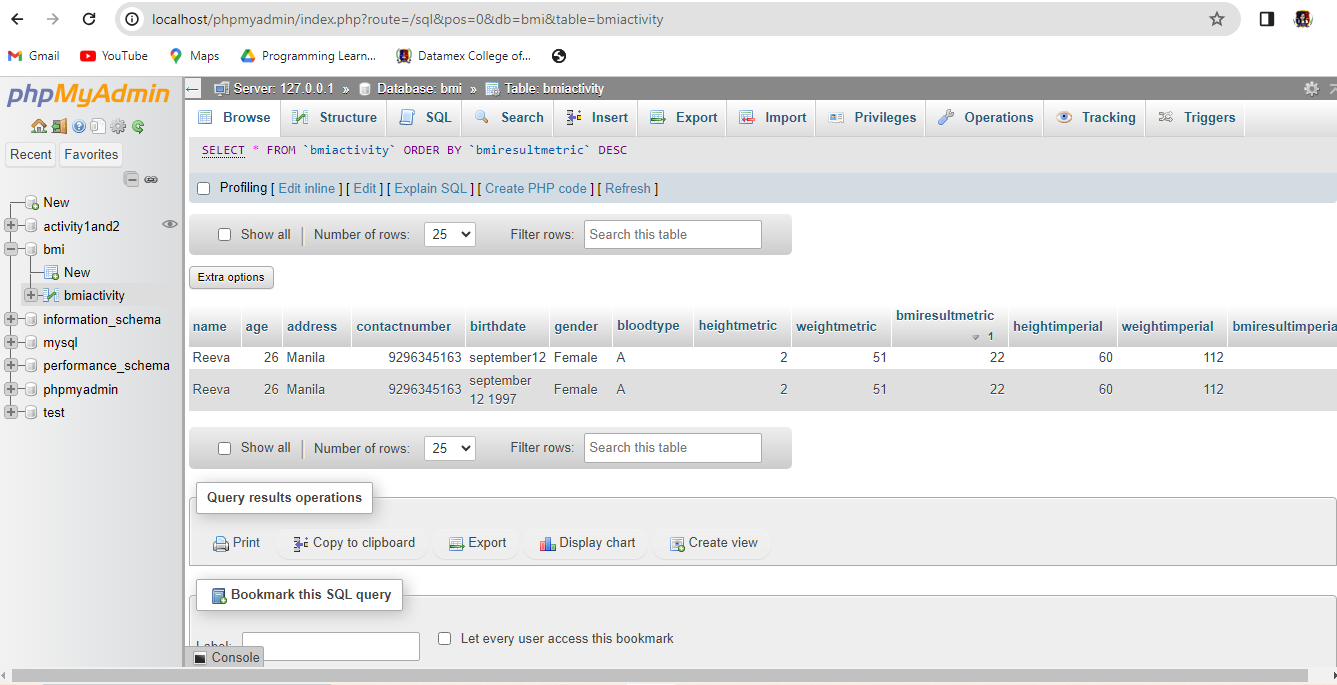 localhost/phpmyadmin/index.php?route=/sql&pos=0&db=bmi&table=bmiactivity
Gmail YouTube Maps Programming Learn... Datamex College of...
phpMyAdmin
Recent Favorites
New
activity1and2
bmi
New
bmiactivity
information_schema
mysql
performance_schema
phpmyadmin
test
Server: 127.0.0.1 » Database: bmi » Table: bmiactivity
Browse Structure SQL Search Insert Export Import Privileges Operations Tracking Triggers
SELECT * FROM `bmiactivity` ORDER BY `bmiresultmetric` DESC
Profiling [ Edit inline ] [ Edit ] [ Explain SQL ] [ Create PHP code ] [ Refresh ]
Show all Number of rows: 25 Filter rows: Search this table
Extra options
name age address contactnumber birthdate gender bloodtype heightmetric weightmetric bmiresultmetric 1 heightimperial weightimperial bmiresultimperia
Reeva 26 Manila 9296345163 september12 Female A 2 51 22 60 112
Reeva 26 Manila 9296345163 september 12 1997 Female A 2 51 22 60 112
Show all Number of rows: 25 Filter rows: Search this table
Query results operations
Print Copy to clipboard Export Display chart Create view
Bookmark this SQL query
Label: Let every user access this bookmark
Console